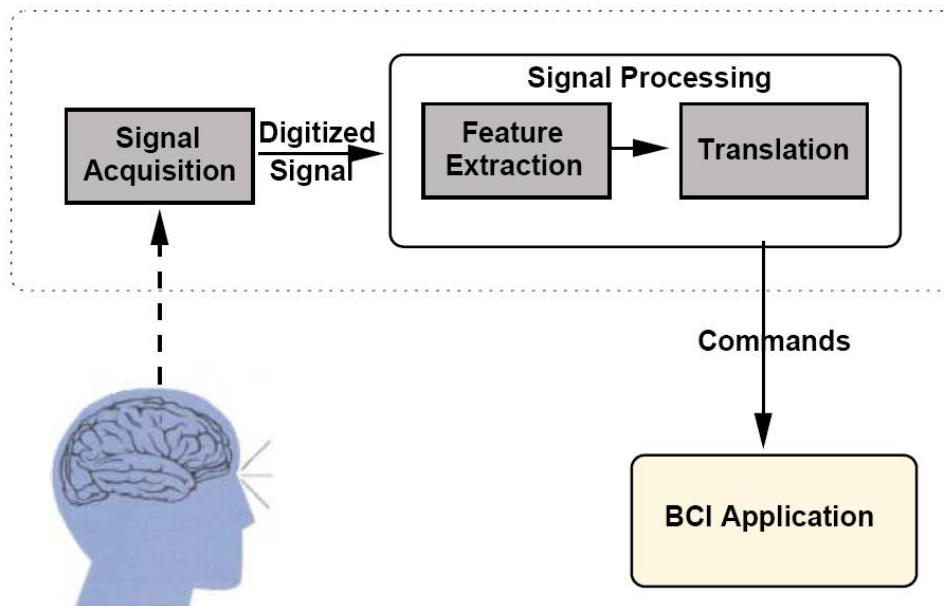 Signal Processing
Signal
Acquisition
Digitized
Signal
Feature
Extraction
Translation
Commands
BCI Application